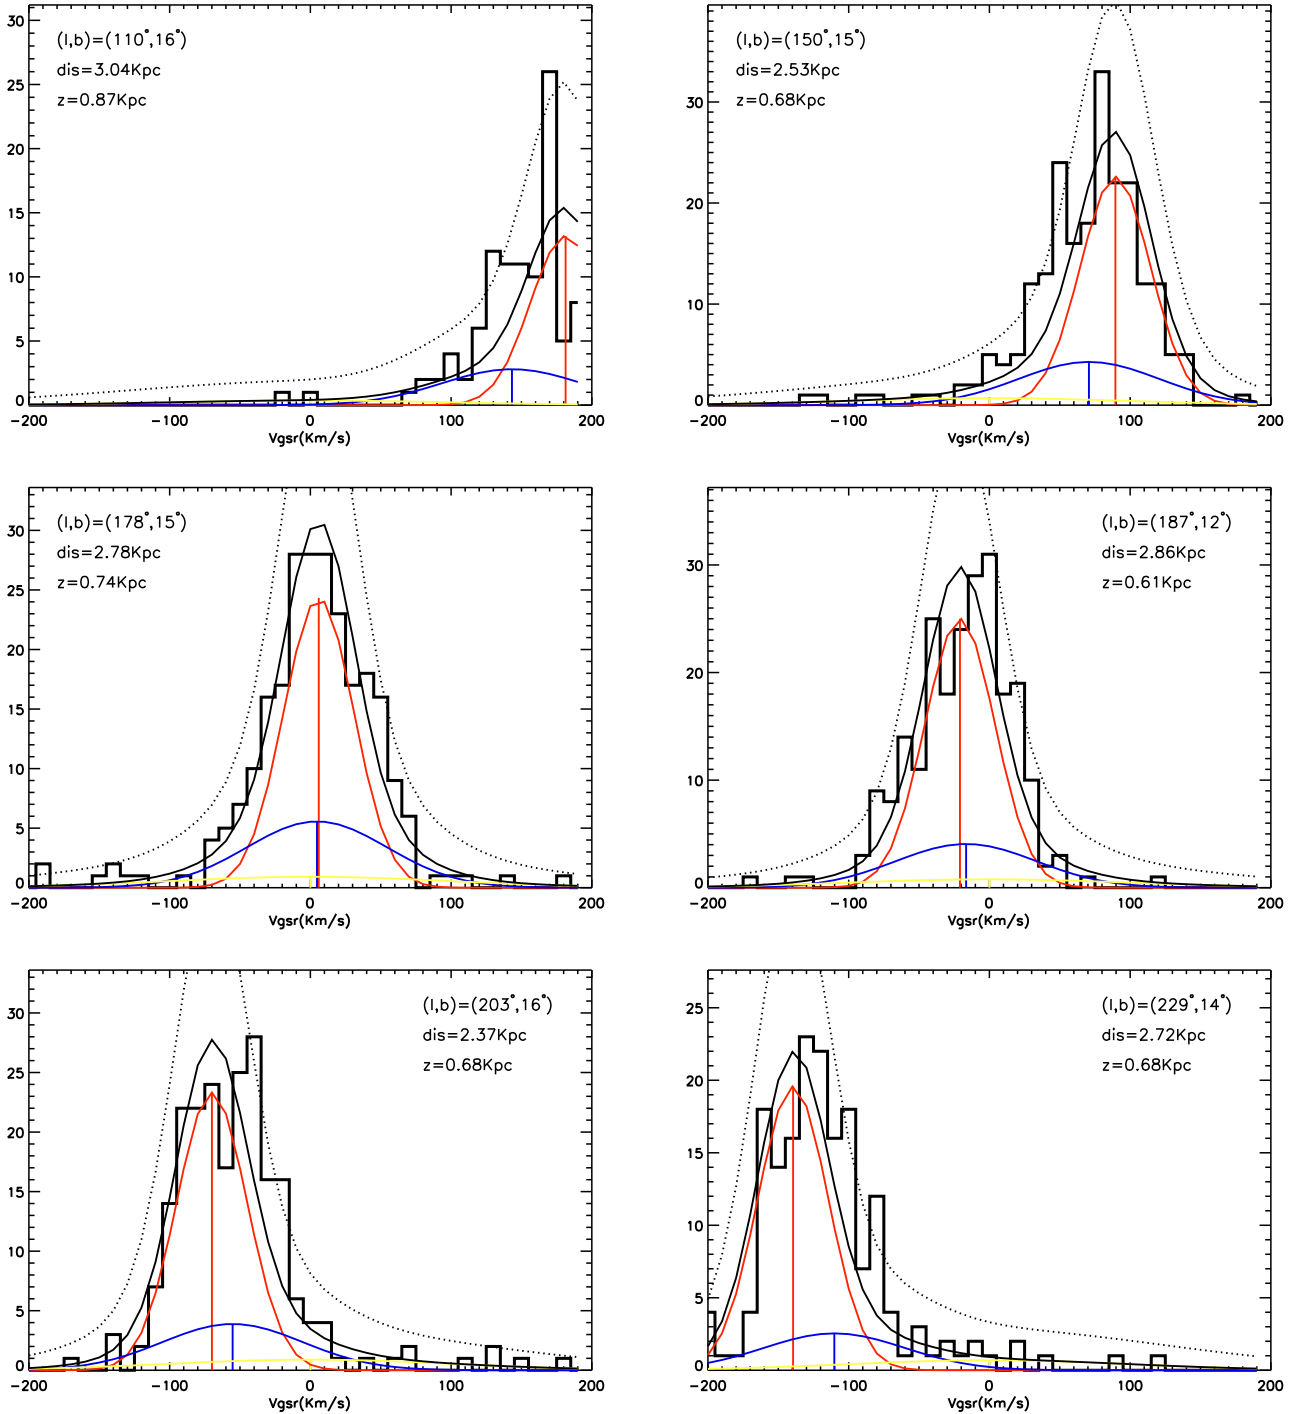 (l,b)=(110°,16°)
dis=3.04Kpc
z=0.87Kpc
30
25
20
15
10
5
0
-200 -100 0 100 200
Vgsr(Km/s)
(l,b)=(150°,15°)
dis=2.53Kpc
z=0.68Kpc
30
20
10
0
-200 -100 0 100 200
Vgsr(Km/s)
(l,b)=(178°,15°)
dis=2.78Kpc
z=0.74Kpc
30
25
20
15
10
5
0
-200 -100 0 100 200
Vgsr(Km/s)
(l,b)=(187°,12°)
dis=2.86Kpc
z=0.61Kpc
30
20
10
0
-200 -100 0 100 200
Vgsr(Km/s)
(l,b)=(203°,16°)
dis=2.37Kpc
z=0.68Kpc
30
25
20
15
10
5
0
-200 -100 0 100 200
Vgsr(Km/s)
(l,b)=(229°,14°)
dis=2.72Kpc
z=0.68Kpc
25
20
15
10
5
0
-200 -100 0 100 200
Vgsr(Km/s)